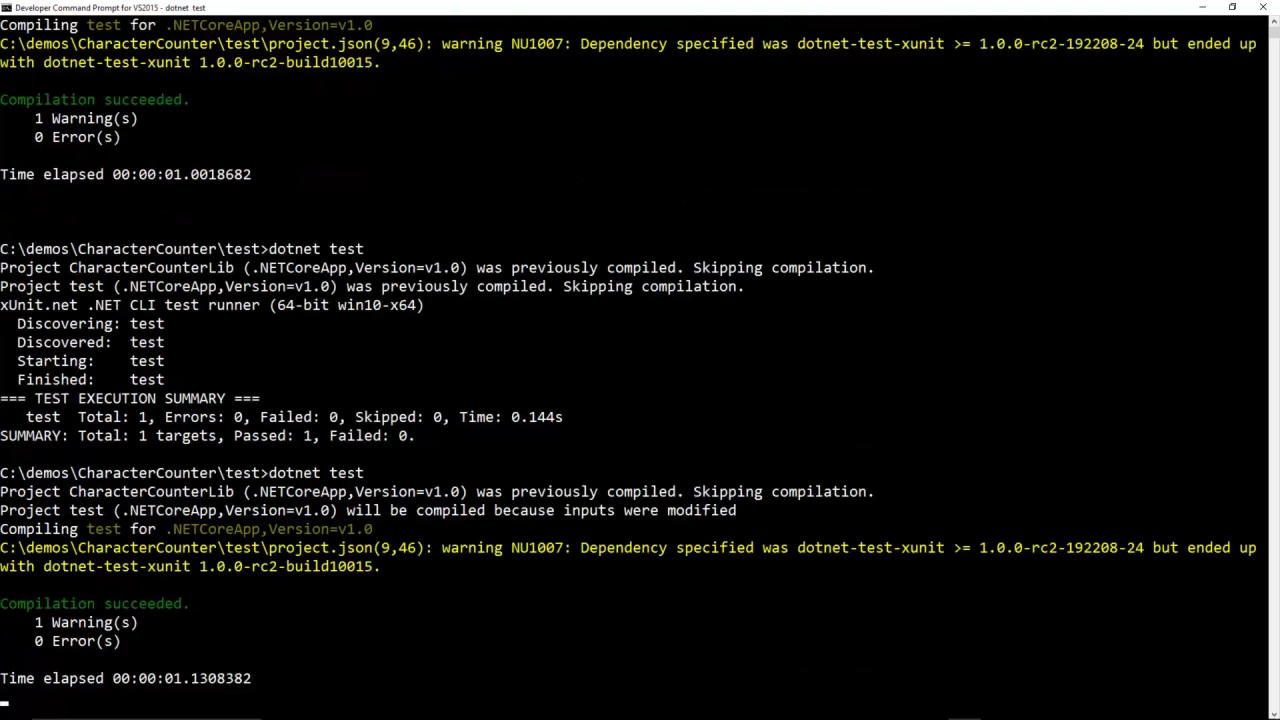 Developer Command Prompt for VS2015 - dotnet test
Compiling test for .NETCoreApp,Version=v1.0
C:\demos\CharacterCounter\test\project.json(9,46): warning NU1007: Dependency specified was dotnet-test-xunit >= 1.0.0-rc2-192208-24 but ended up
with dotnet-test-xunit 1.0.0-rc2-build10015.
Compilation succeeded.
1 Warning(s)
0 Error(s)
Time elapsed 00:00:01.0018682
C:\demos\CharacterCounter\test>dotnet test
Project CharacterCounterLib (.NETCoreApp,Version=v1.0) was previously compiled. Skipping compilation.
Project test (.NETCoreApp,Version=v1.0) was previously compiled. Skipping compilation.
xUnit.net .NET CLI test runner (64-bit win10-x64)
Discovering: test
Discovered: test
Starting: test
Finished: test
=== TEST EXECUTION SUMMARY ===
test Total: 1, Errors: 0, Failed: 0, Skipped: 0, Time: 0.144s
SUMMARY: Total: 1 targets, Passed: 1, Failed: 0.
C:\demos\CharacterCounter\test>dotnet test
Project CharacterCounterLib (.NETCoreApp,Version=v1.0) was previously compiled. Skipping compilation.
Project test (.NETCoreApp,Version=v1.0) will be compiled because inputs were modified
Compiling test for .NETCoreApp,Version=v1.0
C:\demos\CharacterCounter\test\project.json(9,46): warning NU1007: Dependency specified was dotnet-test-xunit >= 1.0.0-rc2-192208-24 but ended up
with dotnet-test-xunit 1.0.0-rc2-build10015.
Compilation succeeded.
1 Warning(s)
0 Error(s)
Time elapsed 00:00:01.1308382